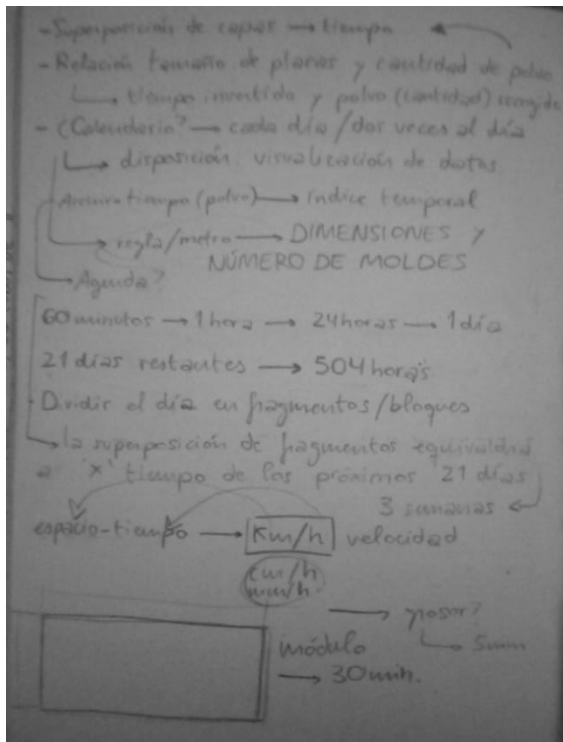 - Superposición de capas → tiempo
- Relación tamaño de placas y cantidad de polvo
→ tiempo invertido y polvo (cantidad) recogido
- ¿Calendario? → cada día / dos veces al día
→ disposición visualización de datos
tiempo (polvo) → índice temporal
→ regla/metro → DIMENSIONES Y
NÚMERO DE MOLDES
→ Agenda?
60 minutos → 1 hora → 24 horas → 1 día
21 días restantes → 504 horas
- Dividir el día en fragmentos/bloques
→ la superposición de fragmentos equivaldría
a "x" tiempo de los próximos 21 días
3 semanas ←
espacio-tiempo → Km/h velocidad
cm/h
mm/h.
→ grosor?
módulo → 5mm
→ 30 min.